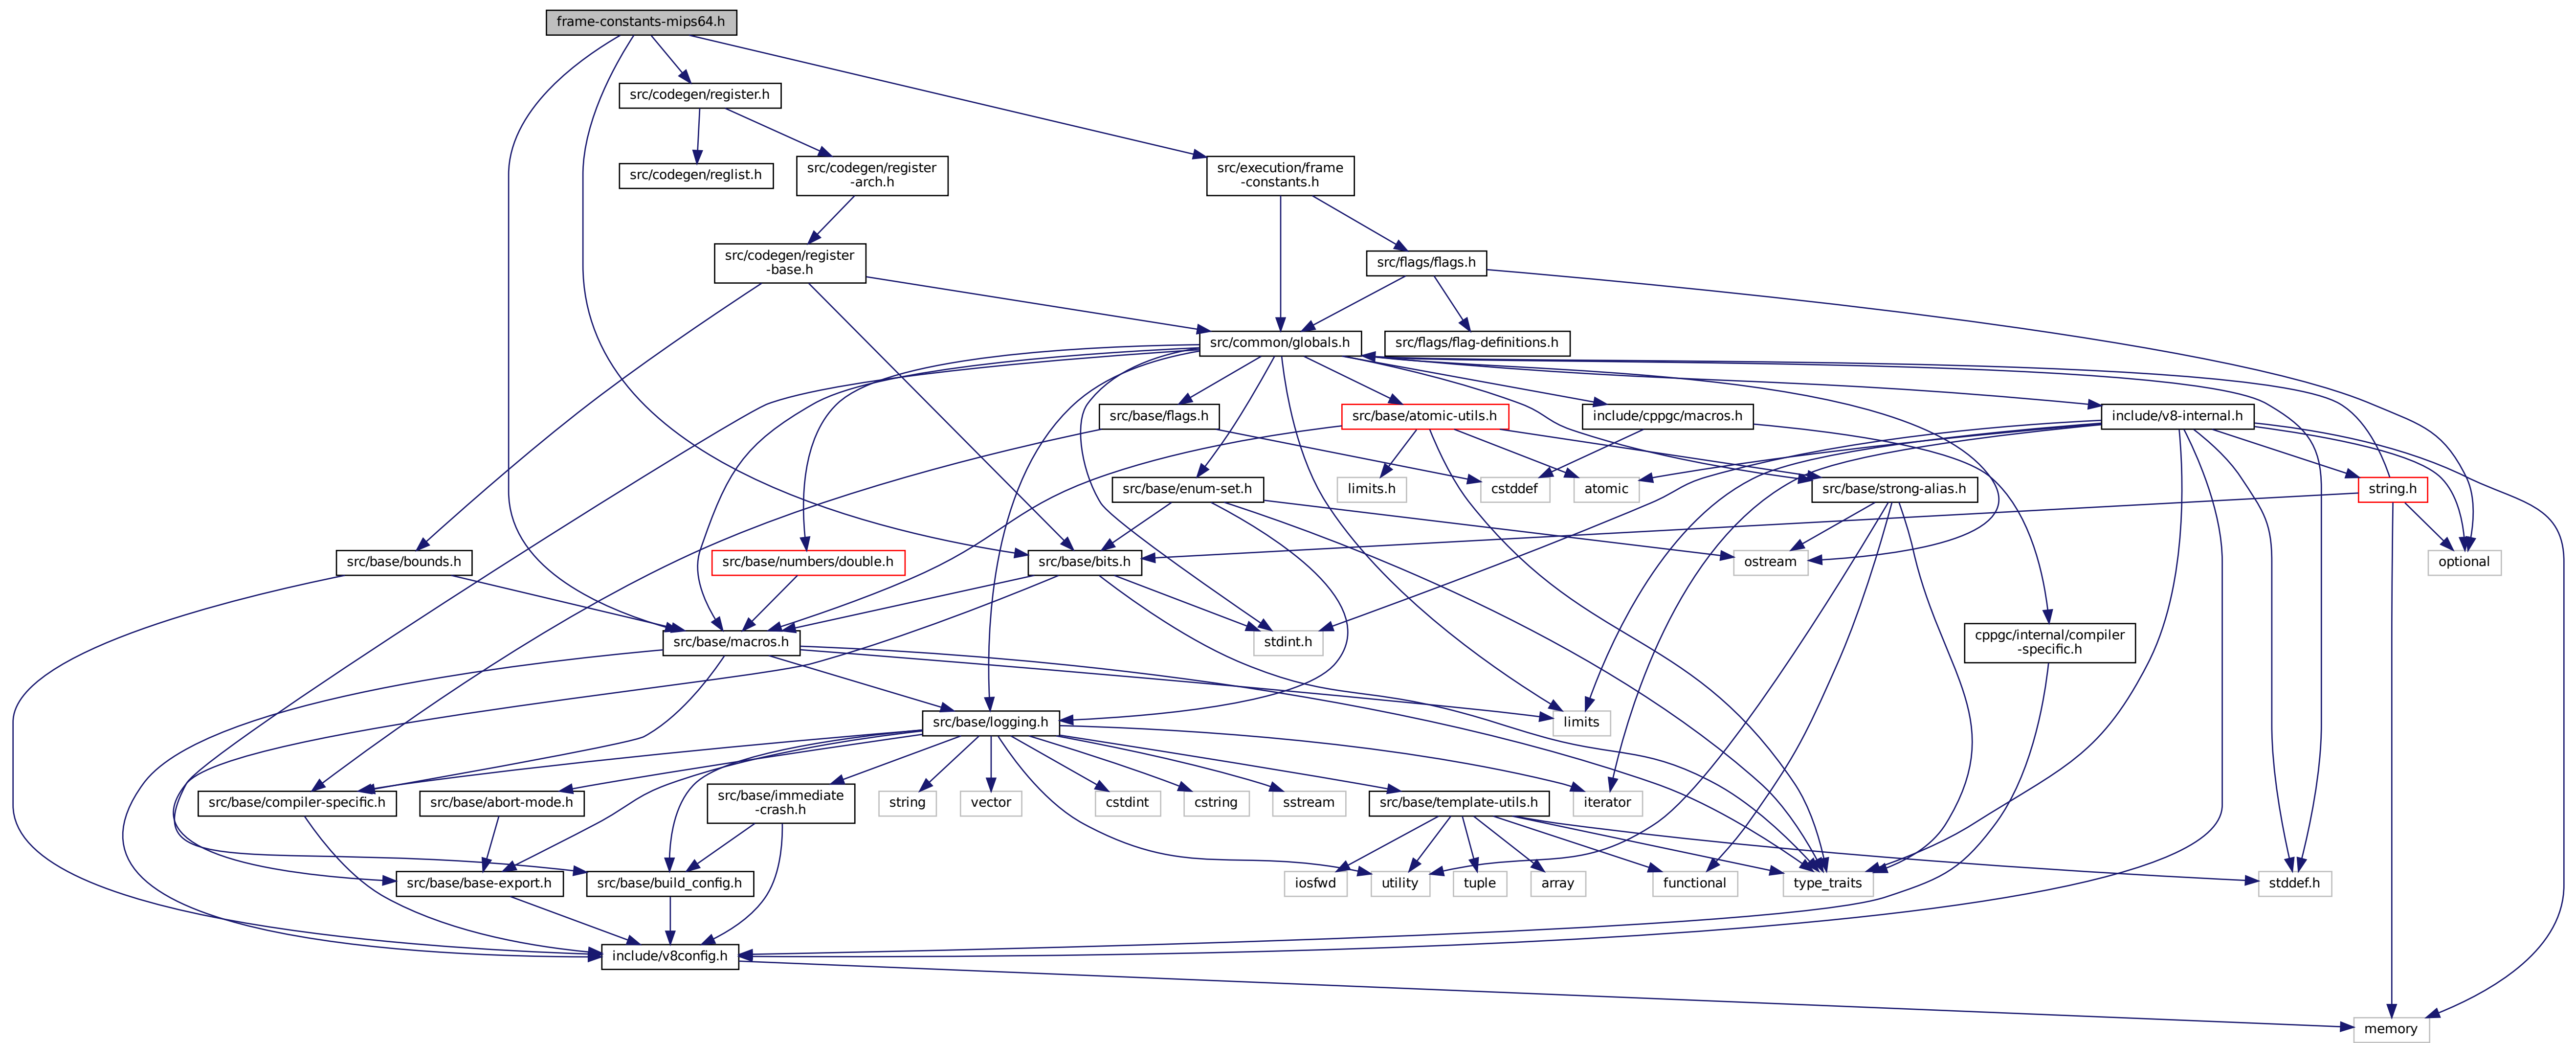 frame-constants-mips64.h
src/codegen/register.h
src/codegen/reglist.h
src/codegen/register
-arch.h
src/execution/frame
-constants.h
src/codegen/register
-base.h
src/flags/flags.h
src/common/globals.h
src/flags/flag-definitions.h
src/base/flags.h
src/base/atomic-utils.h
include/cppgc/macros.h
include/v8-internal.h
src/base/enum-set.h
limits.h
cstddef
atomic
src/base/strong-alias.h
string.h
src/base/bounds.h
src/base/numbers/double.h
src/base/bits.h
ostream
optional
src/base/macros.h
stdint.h
cppgc/internal/compiler
-specific.h
src/base/logging.h
limits
src/base/compiler-specific.h
src/base/abort-mode.h
src/base/immediate
-crash.h
string
vector
cstdint
cstring
sstream
src/base/template-utils.h
iterator
src/base/base-export.h
src/base/build_config.h
iosfwd
utility
tuple
array
functional
type_traits
stddef.h
include/v8config.h
memory